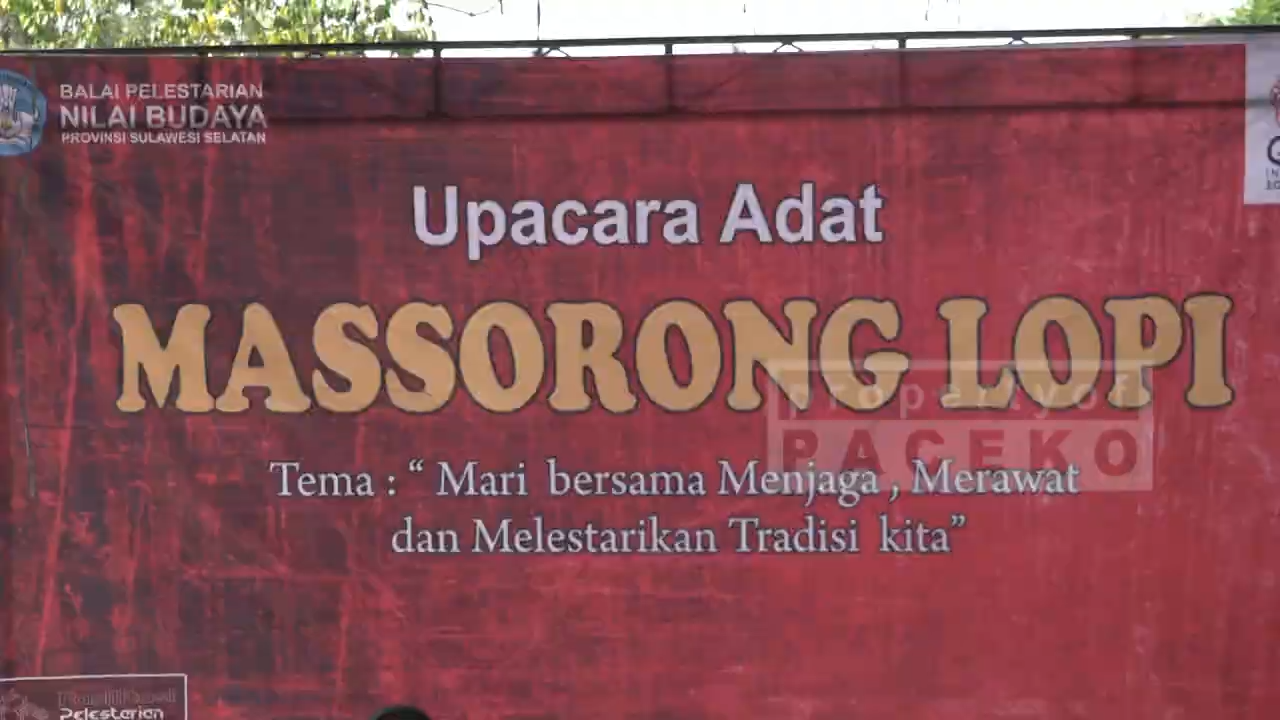 BALAI PELESTARIAN
NILAI BUDAYA
PROVINSI SULAWESI SELATAN
Upacara Adat
MASSORONG LOPI
propertyof
PACEKO
Tema : “ Mari bersama Menjaga , Merawat
dan Melestarikan Tradisi kita”
Pelestarian